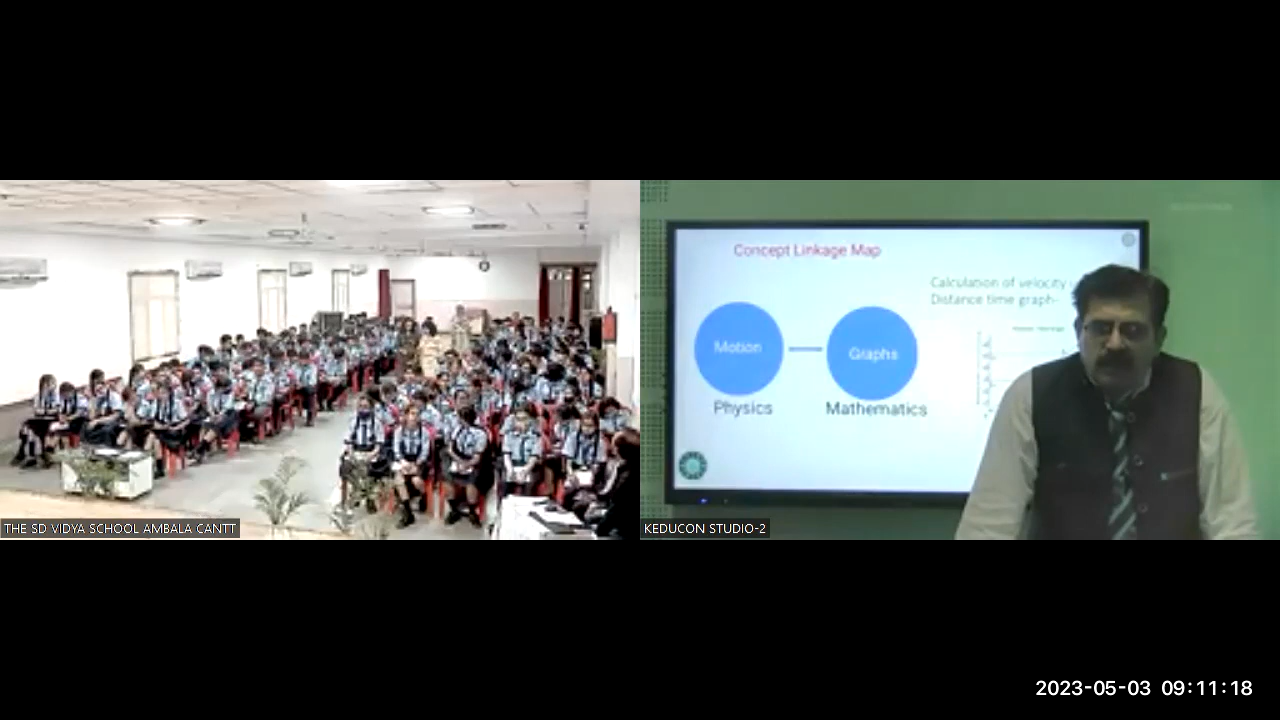 Concept Linkage Map
Calculation of velocity -
Distance time graph-
Motion
Graphs
Physics
Mathematics
THE SD VIDYA SCHOOL AMBALA CANTT
KEDUCON STUDIO-2
2023-05-03 09:11:18